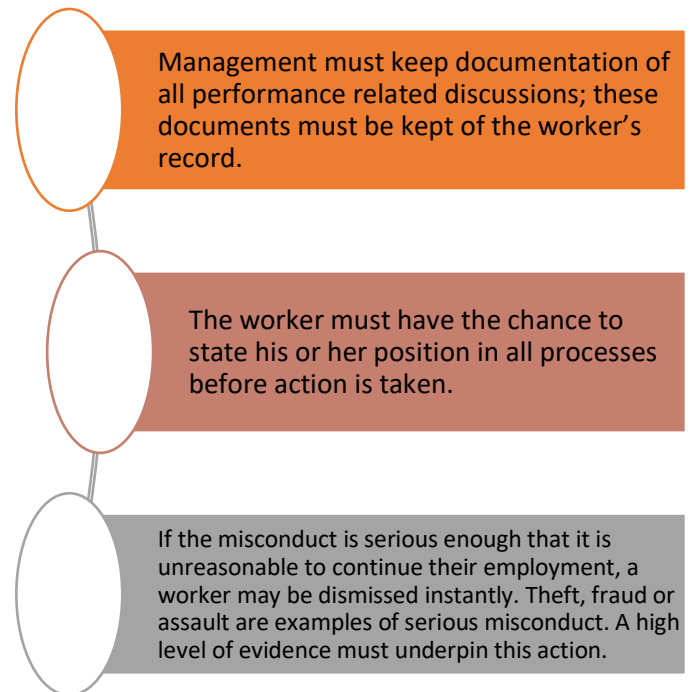 Management must keep documentation of
all performance related discussions; these
documents must be kept of the worker’s
record.
The worker must have the chance to
state his or her position in all processes
before action is taken.
If the misconduct is serious enough that it is
unreasonable to continue their employment, a
worker may be dismissed instantly. Theft, fraud or
assault are examples of serious misconduct. A high
level of evidence must underpin this action.